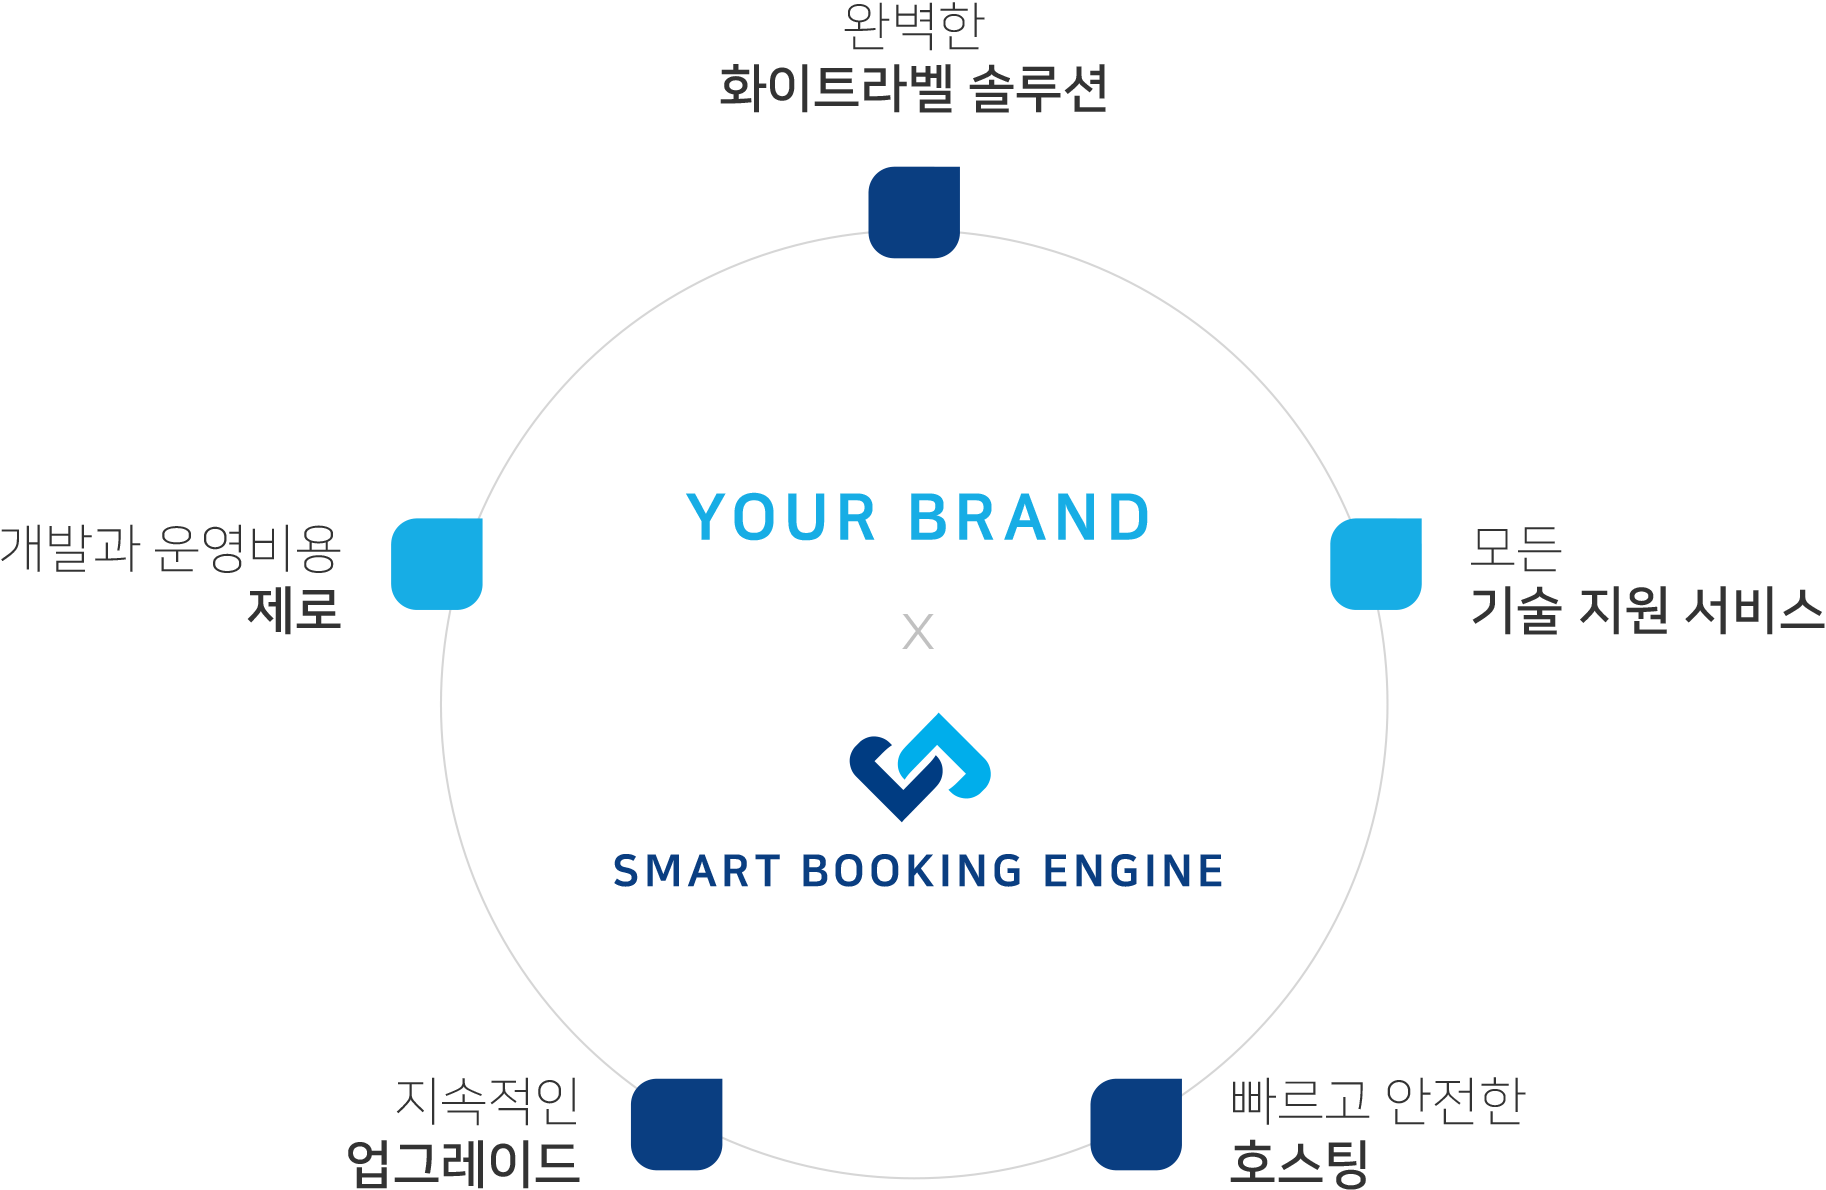 완벽한
화이트라벨 솔루션
개발과 운영비용
제로
YOUR BRAND
X
SMART BOOKING ENGINE
모든
기술 지원 서비스
지속적인
업그레이드
빠르고 안전한
호스팅